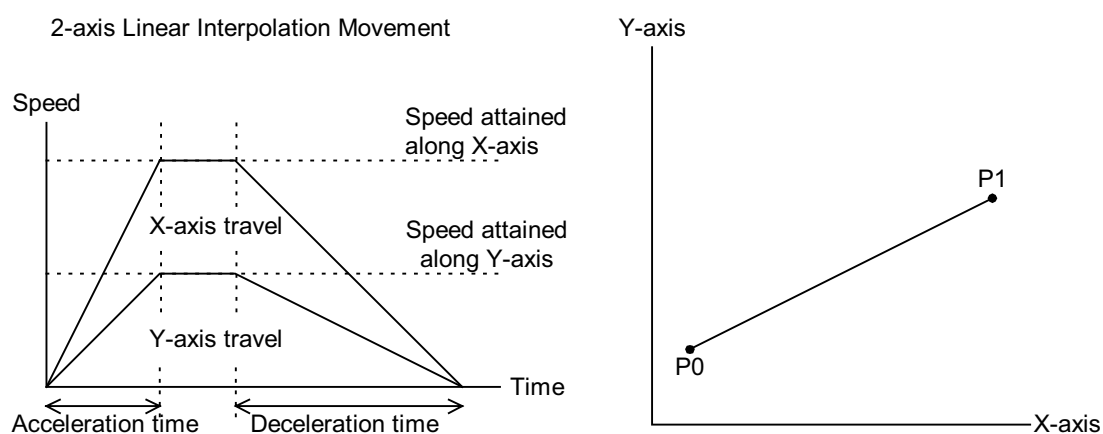 2-axis Linear Interpolation Movement
Speed
Speed attained
along X-axis
X-axis travel
Speed attained
along Y-axis
Y-axis travel
Time
Acceleration time
Deceleration time
Y-axis
P1
P0
X-axis